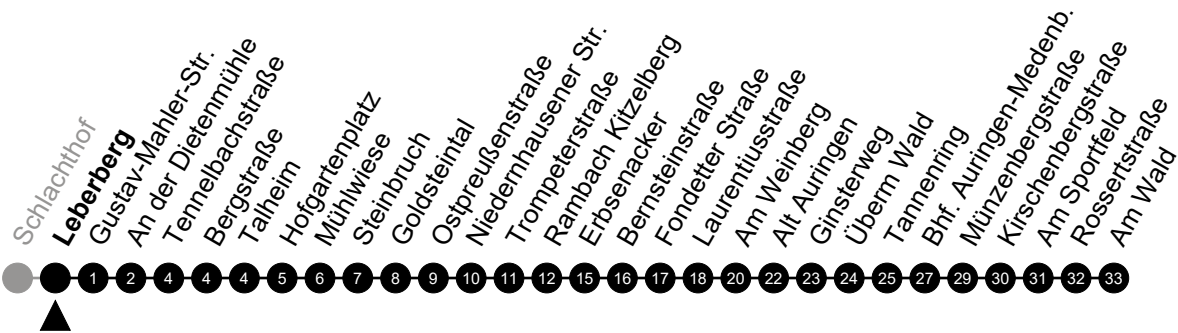 Schlachthof
Leberberg
Gustav-Mahler-Str.
An der Dietenmühle
Tennelbachstraße
Bergstraße
Talheim
Hofgartenplatz
Mühlwiese
Steinbruch
Goldsteintal
Ostpreußenstraße
Niedernhausener Str.
Trompeterstraße
Rambach Kitzelberg
Erbsenacker
Bernsteinstraße
Fondetter Straße
Laurentiusstraße
Am Weinberg
Alt Auringen
Ginsterweg
Überm Wald
Tannenring
Bhf. Auringen-Medenb.
Münzenbergstraße
Kirschenbergstraße
Am Sportfeld
Rossertstraße
Am Wald
1 2 4 4 4 5 6 7 8 9 10 11 12 15 16 17 18 20 22 23 24 25 27 29 30 31 32 33